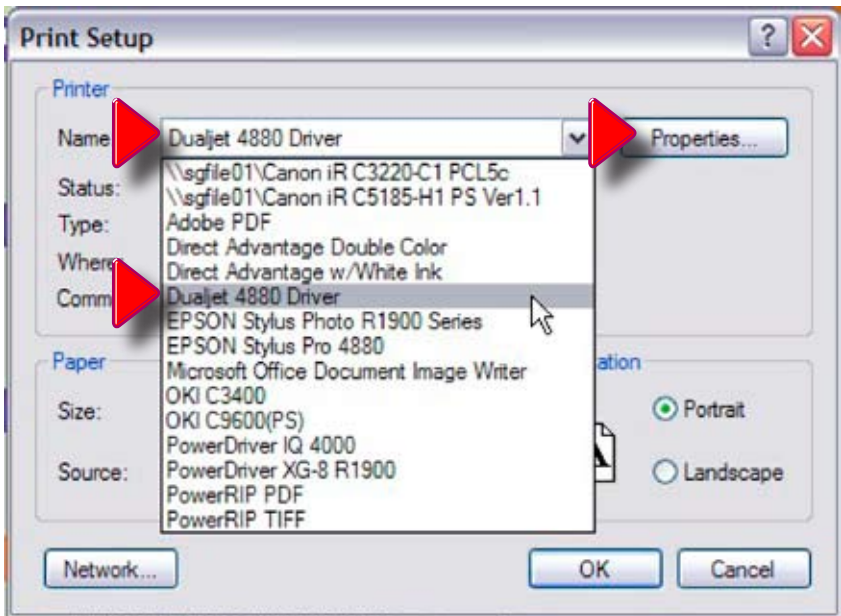 Print Setup
Printer
Name
Dualjet 4880 Driver
Properties...
\\sgfile01\Canon iR C3220-C1 PCL5c
\\sgfile01\Canon iR C5185-H1 PS Ver1.1
Adobe PDF
Direct Advantage Double Color
Direct Advantage w/White Ink
Dualjet 4880 Driver
EPSON Stylus Photo R1900 Series
EPSON Stylus Pro 4880
Microsoft Office Document Image Writer
OKI C3400
OKI C9600(PS)
PowerDriver IQ 4000
PowerDriver XG-8 R1900
PowerRIP PDF
PowerRIP TIFF
Status:
Type:
Where:
Comm
Paper
Size:
Source:
ation
Portrait
Landscape
Network...
OK
Cancel